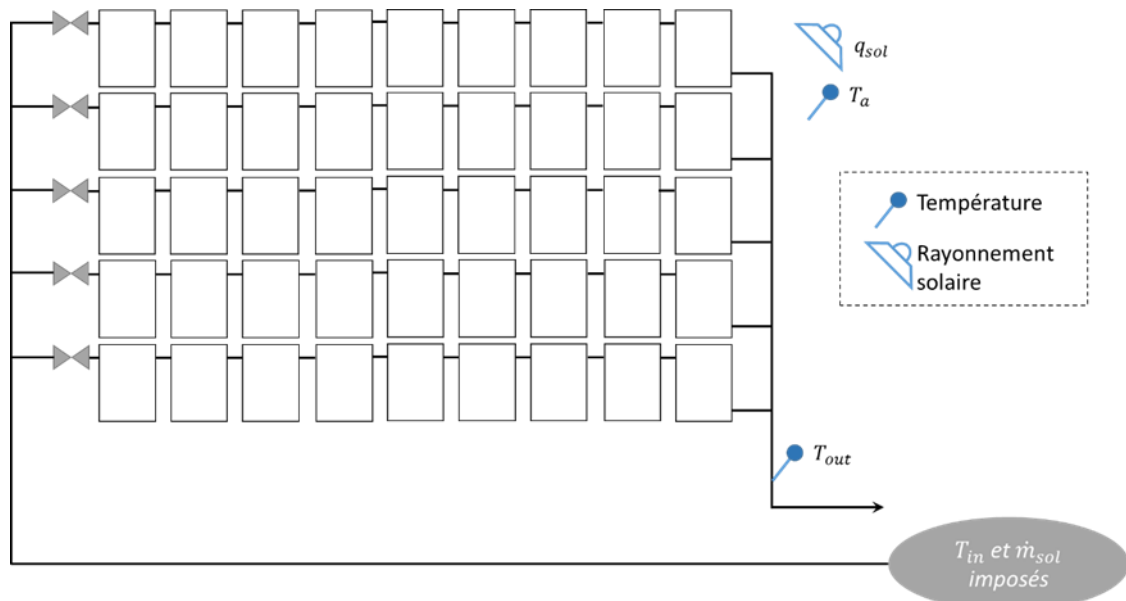 q_sol
T_a
Température
Rayonnement
solaire
T_out
T_in et ṁ_sol
imposés